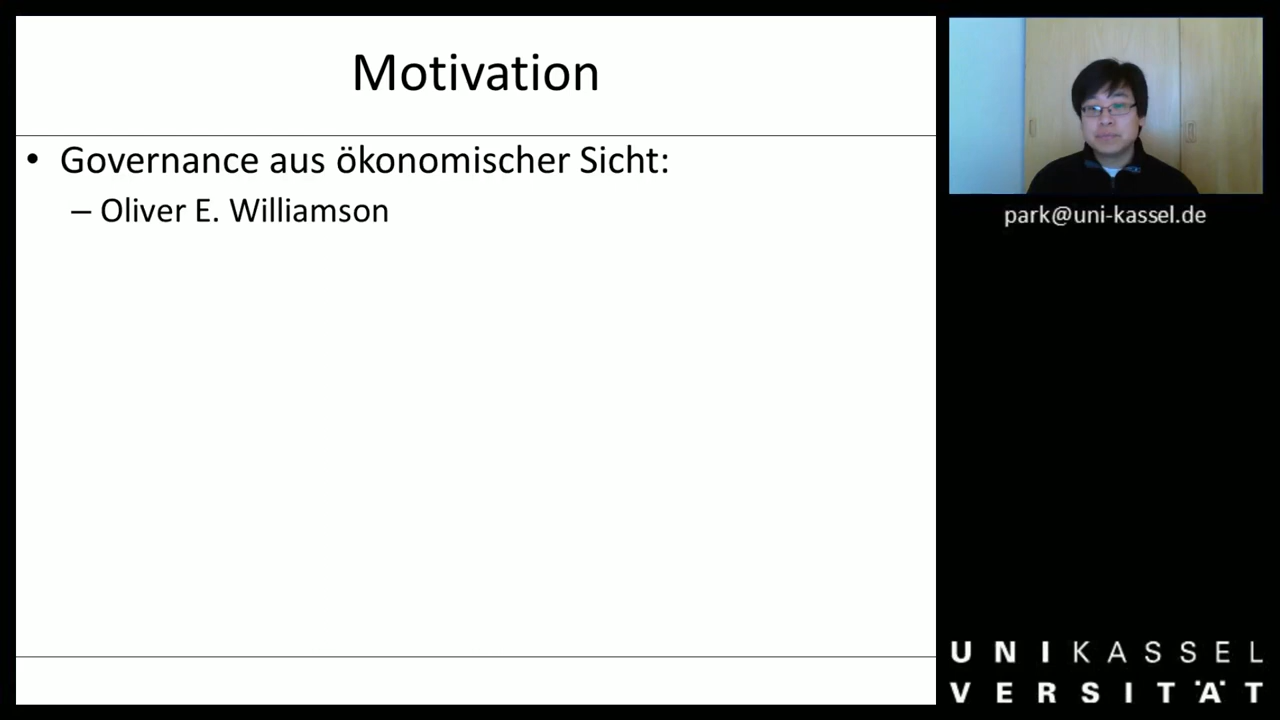 Motivation
• Governance aus ökonomischer Sicht:
– Oliver E. Williamson
park@uni-kassel.de
UNIKASSEL
VERSITÄT